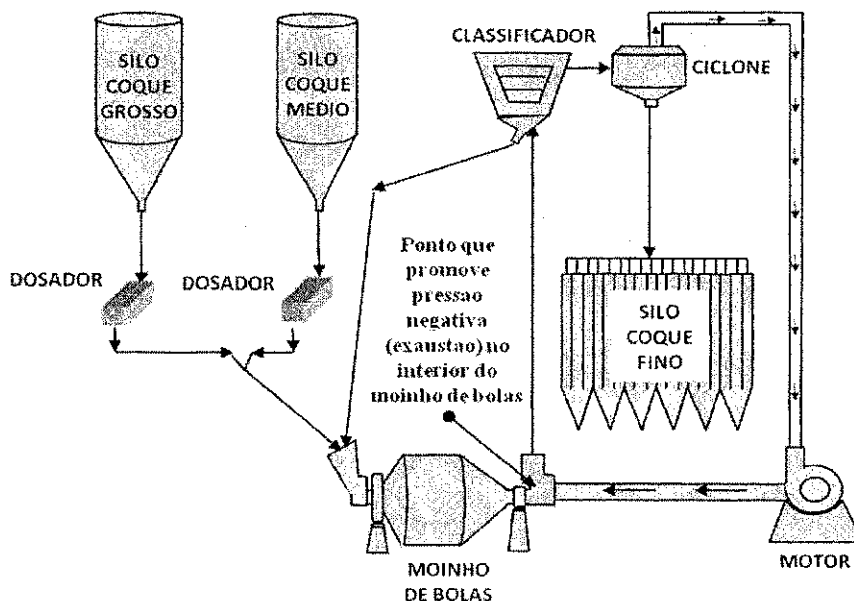 SILO
COQUE
GROSSO
SILO
COQUE
MEDIO
CLASSIFICADOR
CICLONE
DOSADOR
DOSADOR
Ponto que
promove
pressao
negativa
(exaustao) no
interior do
moinho de bolas
SILO
COQUE
FINO
MOINHO
DE BOLAS
MOTOR